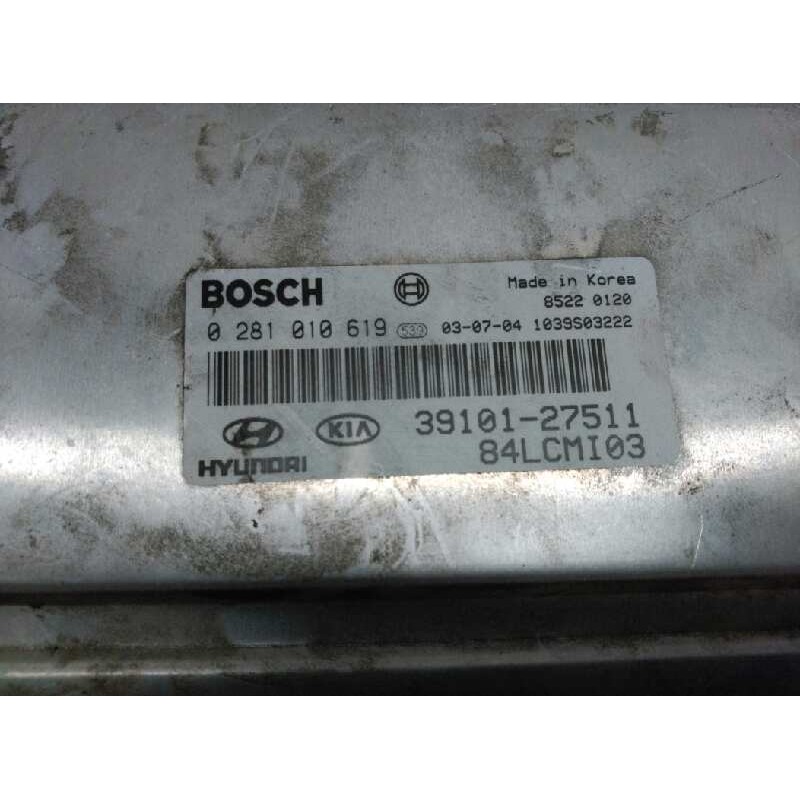 BOSCH
Made in Korea
8522 0120
0 281 010 619 532 03-07-04 1039S03222
KIA 39101-27511
HYUNDAI 84LCMI03